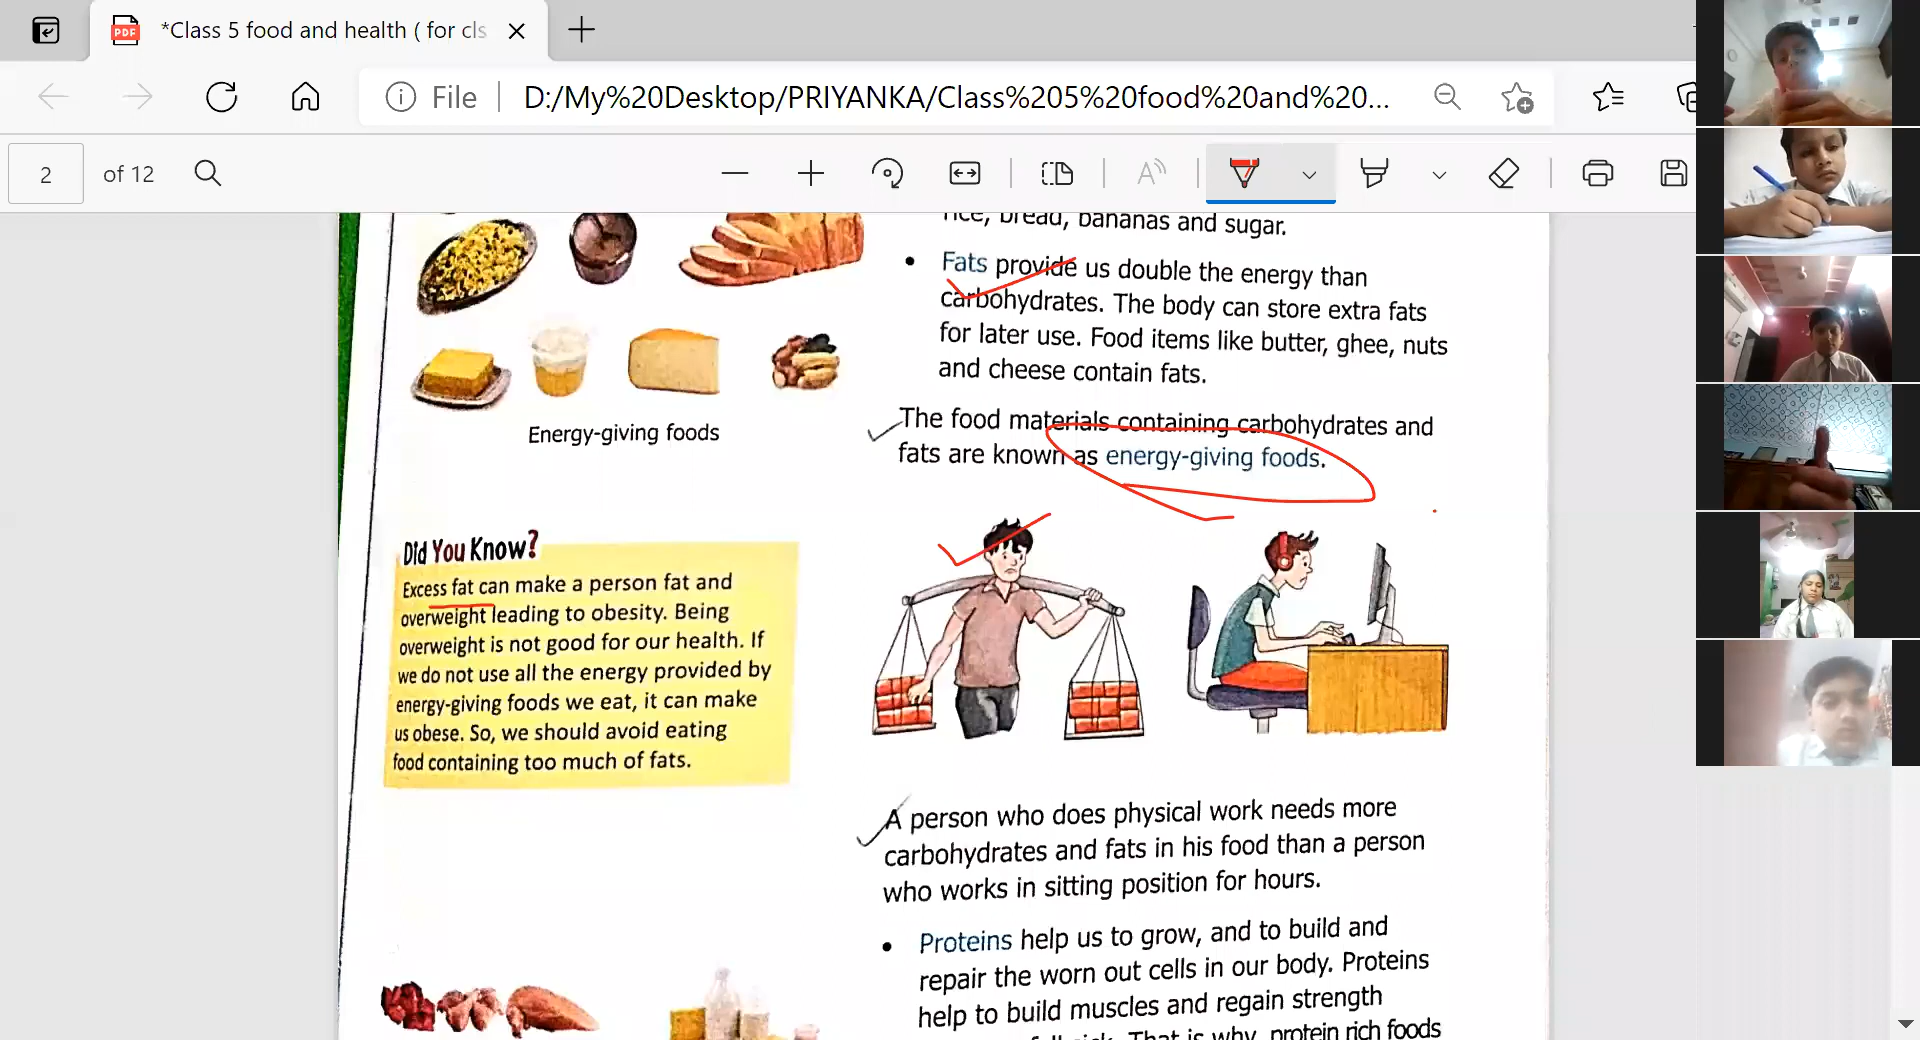 *Class 5 food and health ( for cls
File
D:/My%20Desktop/PRIYANKA/Class%205%20food%20and%20...
2
of 12
rice, bread, bananas and sugar.
• Fats provide us double the energy than
carbohydrates. The body can store extra fats
for later use. Food items like butter, ghee, nuts
and cheese contain fats.
Energy-giving foods
The food materials containing carbohydrates and
fats are known as energy-giving foods.
Did You Know?
Excess fat can make a person fat and
overweight leading to obesity. Being
overweight is not good for our health. If
we do not use all the energy provided by
energy-giving foods we eat, it can make
us obese. So, we should avoid eating
food containing too much of fats.
A person who does physical work needs more
carbohydrates and fats in his food than a person
who works in sitting position for hours.
• Proteins help us to grow, and to build and
repair the worn out cells in our body. Proteins
help to build muscles and regain strength
That is why, protein rich foods